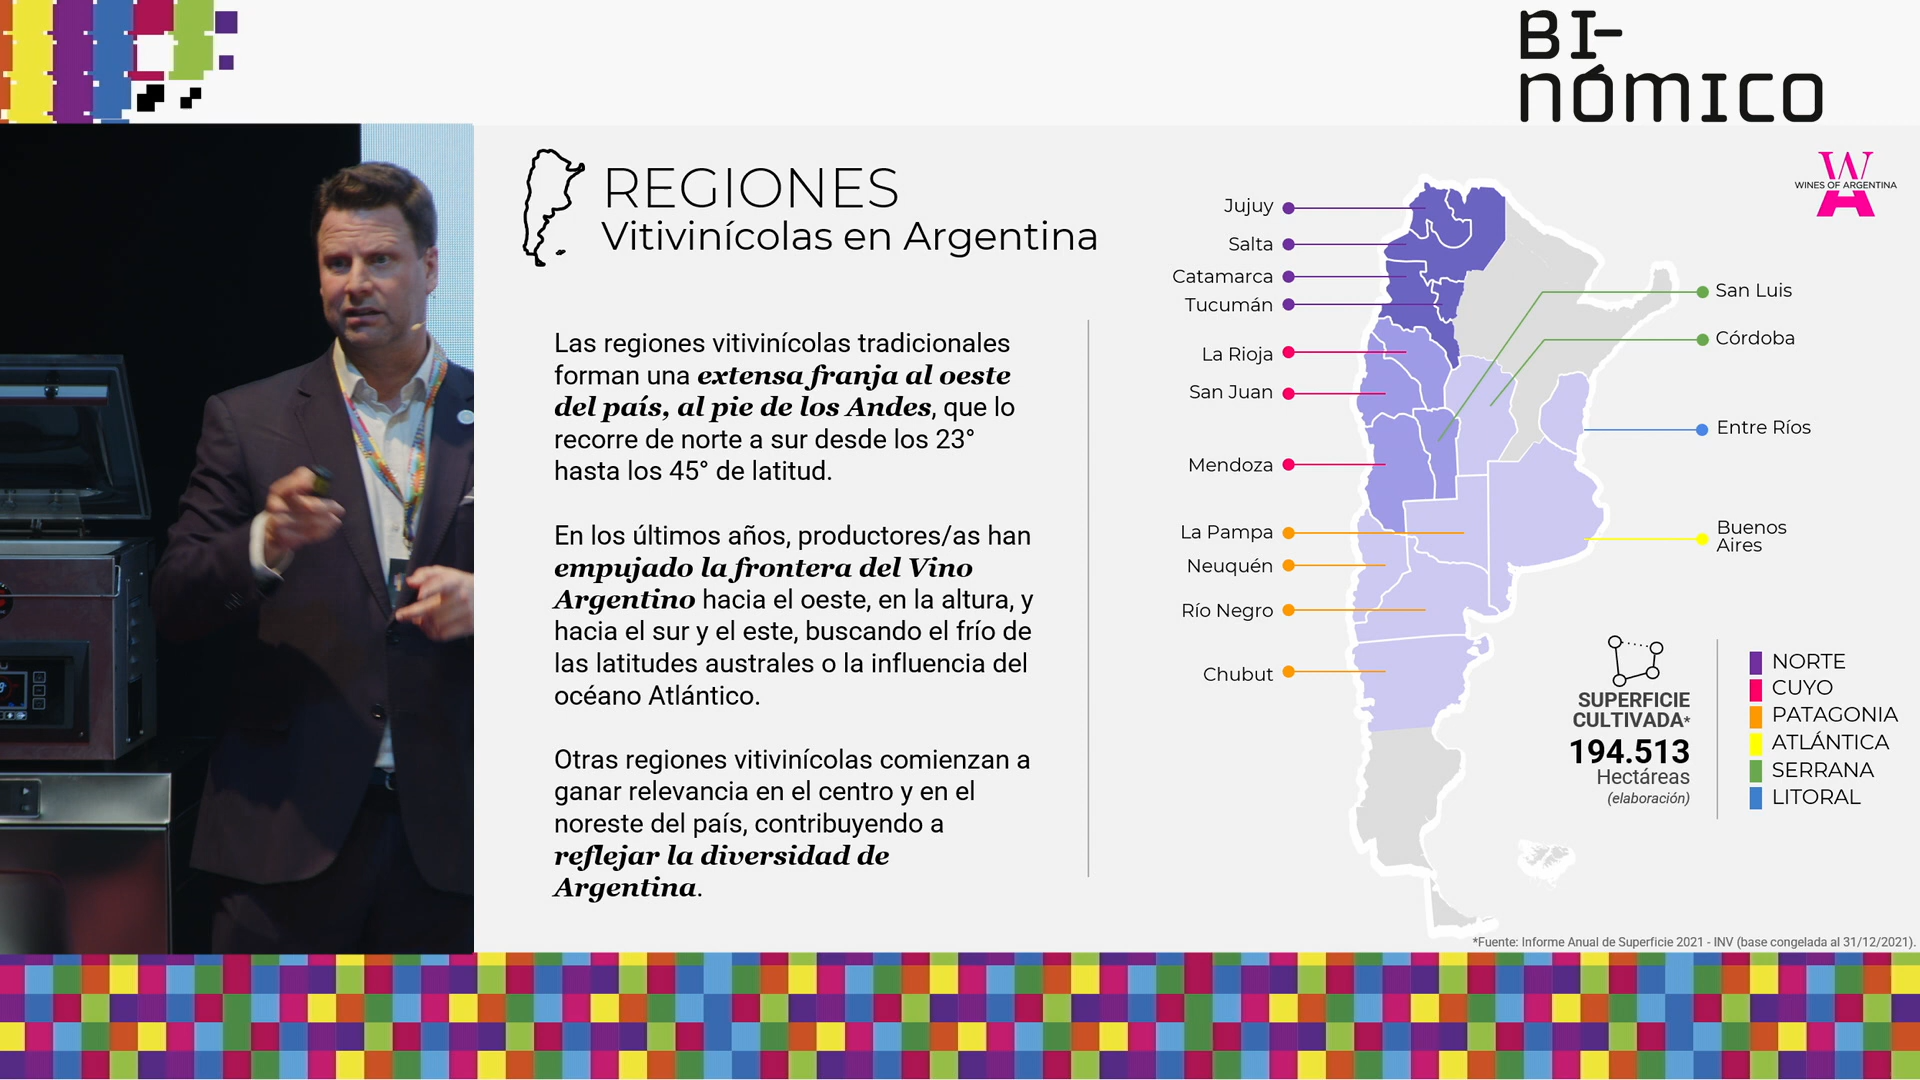 BI-
NÓMICO
REGIONES
Vitivinícolas en Argentina
Las regiones vitivinícolas tradicionales
forman una extensa franja al oeste
del país, al pie de los Andes, que lo
recorre de norte a sur desde los 23°
hasta los 45° de latitud.
En los últimos años, productores/as han
empujado la frontera del Vino
Argentino hacia el oeste, en la altura, y
hacia el sur y el este, buscando el frío de
las latitudes australes o la influencia del
océano Atlántico.
Otras regiones vitivinícolas comienzan a
ganar relevancia en el centro y en el
noreste del país, contribuyendo a
reflejar la diversidad de
Argentina.
Jujuy
Salta
Catamarca
Tucumán
La Rioja
San Juan
Mendoza
La Pampa
Neuquén
Río Negro
Chubut
W
WINES OF ARGENTINA
A
San Luis
Córdoba
Entre Ríos
Buenos
Aires
SUPERFICIE
CULTIVADA*
194.513
Hectáreas
(elaboración)
NORTE
CUYO
PATAGONIA
ATLÁNTICA
SERRANA
LITORAL
*Fuente: Informe Anual de Superficie 2021 - INV (base congelada al 31/12/2021).